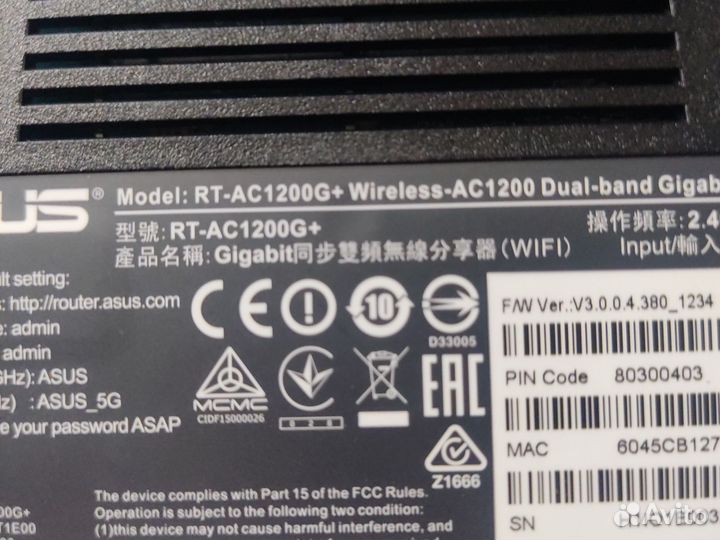 US®
Model: RT-AC1200G+ Wireless-AC1200 Dual-band Gigab
型號: RT-AC1200G+
產品名稱: Gigabit同步雙頻無線分享器(WIFI)
操作頻率: 2.4
Input/輸入
ult setting:
s: http://router.asus.com
e: admin
admin
GHz): ASUS
Hz) : ASUS_5G
e your password ASAP
CE
10
D33005
MCMC
CIDF15000026
020
EAC
Z1666
F/W Ver.:V3.0.0.4.380_1234
PIN Code 80300403
MAC 6045CB127
SN
00G+
T1E00
The device complies with Part 15 of the FCC Rules.
Operation is subject to the following two condition:
(1)this device may not cause harmful interference, and
Avito